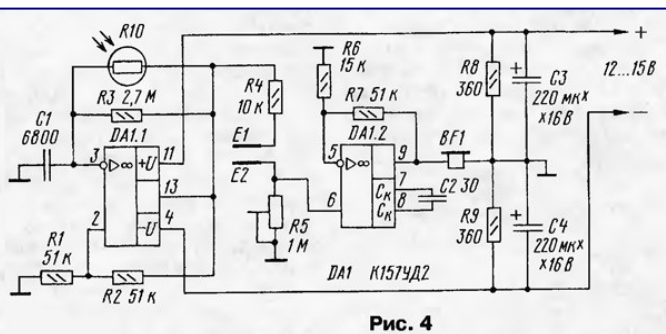 R10
R3 2,7 М
C1
6800
DA1.1
3
▷∞
+U
11
13
-U
4
2
R1
51 к
R2 51 к
R4
10 к
E1
E2
R5
1 М
R6
15 к
R7 51 к
DA1.2
5
▷∞
9
7
Cк
Cк
8
6
C2 30
BF1
DA1 К157УД2
R8
360
R9
360
C3
220 мк×
×16 В
C4
220 мк×
×16 В
+
12...15 В
−
Рис. 4